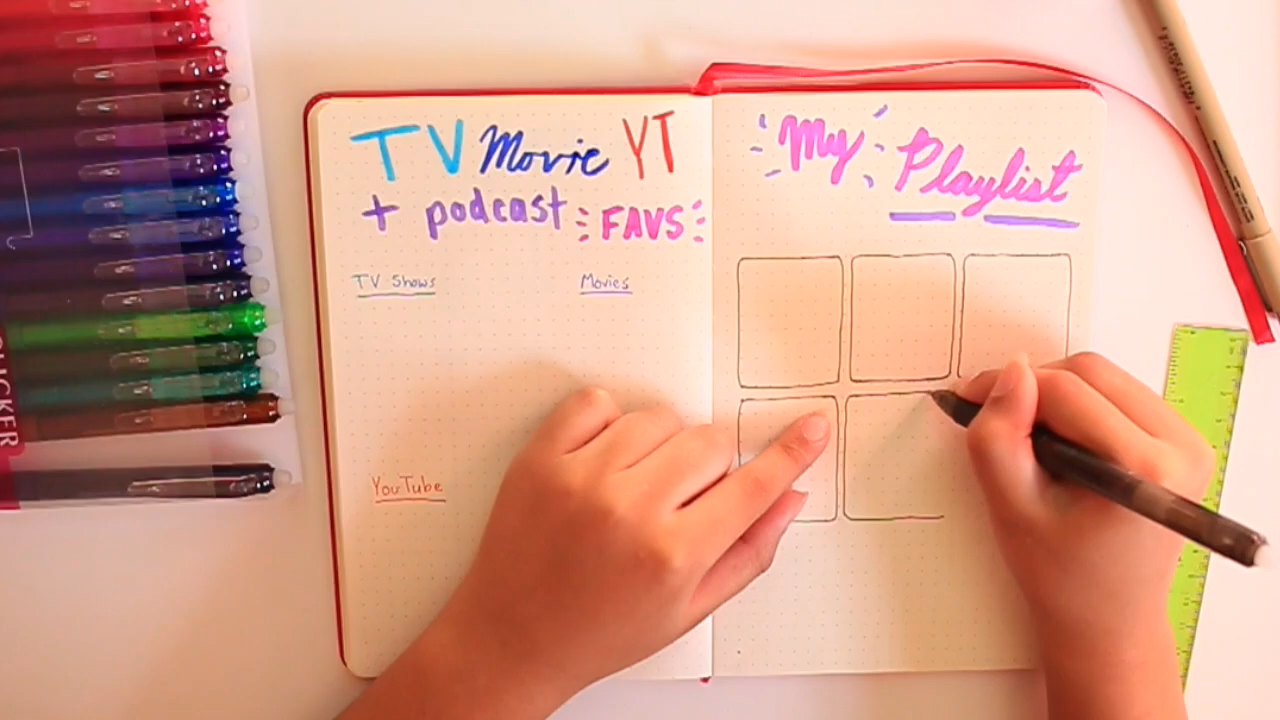 TV Movie YT
+ podcast FAVS
TV Shows
Movies
YouTube
My Playlist